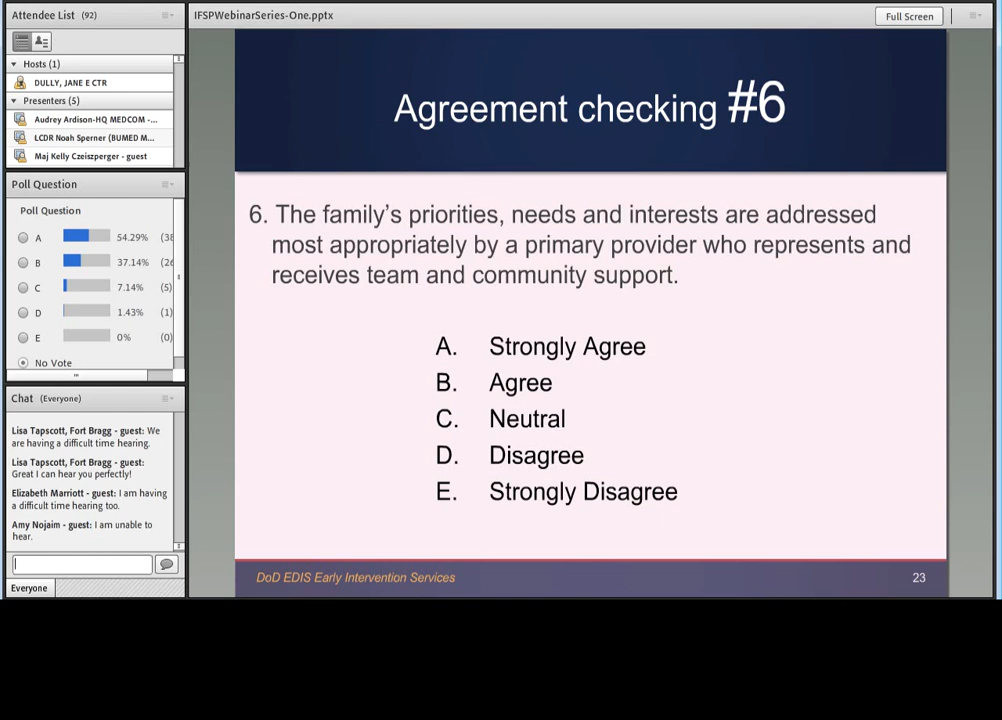 Attendee List (92)
Hosts (1)
DULLY, JANE E CTR
Presenters (5)
Audrey Ardison-HQ MEDCOM -...
LCDR Noah Sperner (BUMED M...
Maj Kelly Czeiszperger - guest
Poll Question
Poll Question
A 54.29% (38
B 37.14% (26
C 7.14% (5)
D 1.43% (1)
E 0% (0)
No Vote
Chat (Everyone)
Lisa Tapscott, Fort Bragg - guest: We
are having a difficult time hearing.
Lisa Tapscott, Fort Bragg - guest:
Great I can hear you perfectly!
Elizabeth Marriott - guest: I am having
a difficult time hearing too.
Amy Nojaim - guest: I am unable to
hear.
Everyone
IFSPWebinarSeries-One.pptx
Full Screen
Agreement checking #6
6. The family's priorities, needs and interests are addressed
most appropriately by a primary provider who represents and
receives team and community support.
A. Strongly Agree
B. Agree
C. Neutral
D. Disagree
E. Strongly Disagree
DoD EDIS Early Intervention Services
23